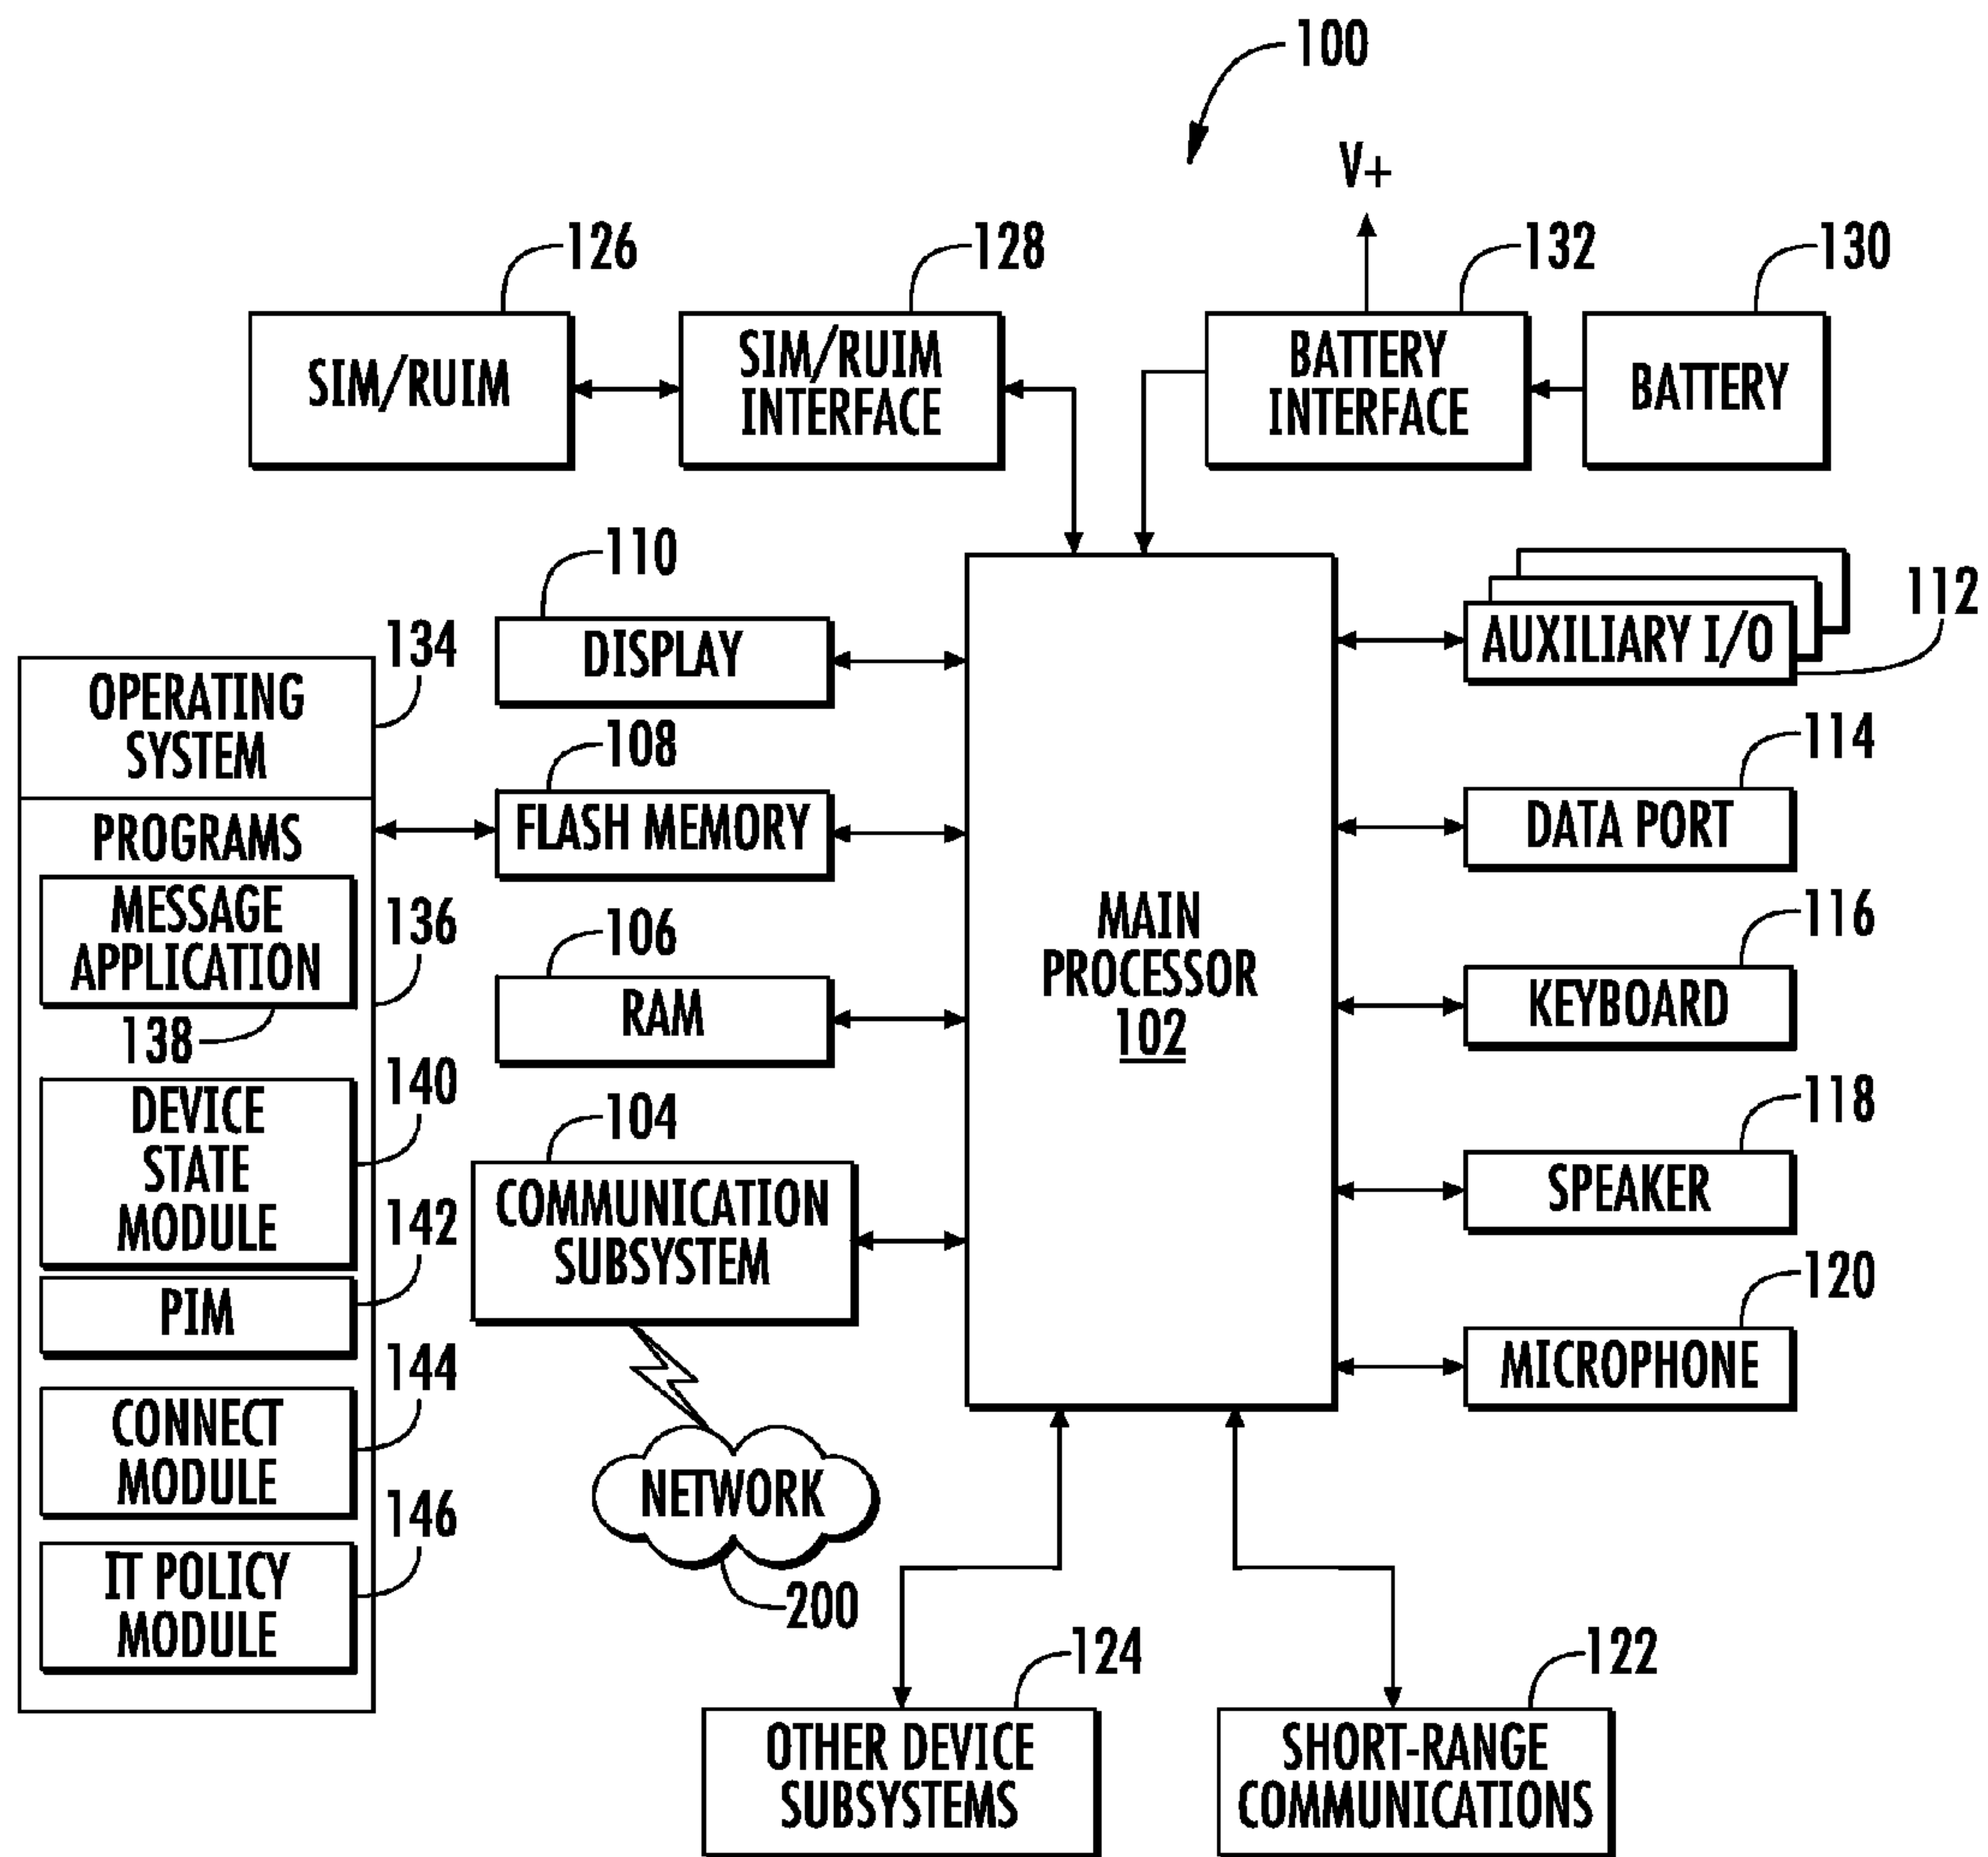 100
V+
126
128
132
130
SIM/RUIM
SIM/RUIM
INTERFACE
BATTERY
INTERFACE
BATTERY
110
DISPLAY
112
AUXILIARY I/O
134
OPERATING
SYSTEM
108
FLASH MEMORY
114
DATA PORT
PROGRAMS
MESSAGE
APPLICATION
136
138
106
RAM
MAIN
PROCESSOR
102
116
KEYBOARD
DEVICE
STATE
MODULE
140
104
COMMUNICATION
SUBSYSTEM
118
SPEAKER
142
PIM
120
MICROPHONE
144
CONNECT
MODULE
NETWORK
200
146
IT POLICY
MODULE
124
OTHER DEVICE
SUBSYSTEMS
122
SHORT-RANGE
COMMUNICATIONS